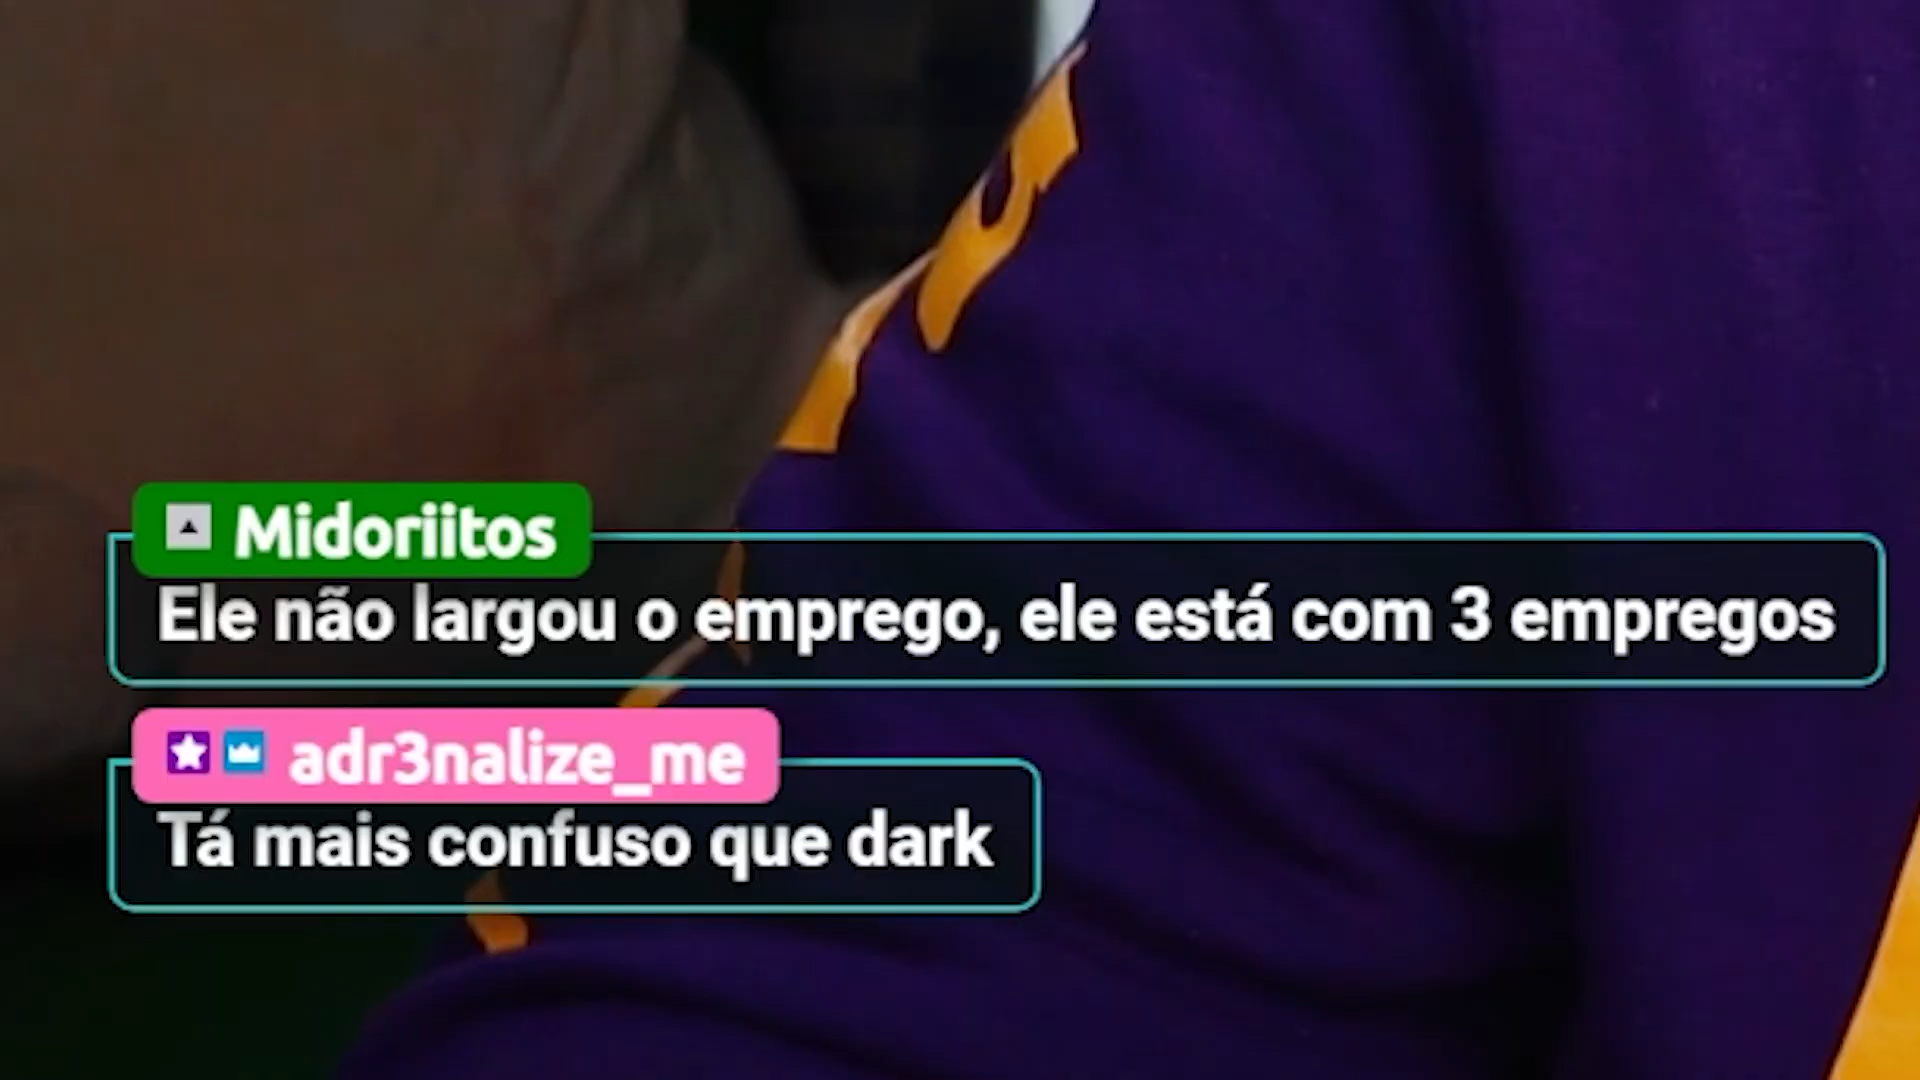 Midoriitos
Ele não largou o emprego, ele está com 3 empregos
adr3nalize_me
Tá mais confuso que dark